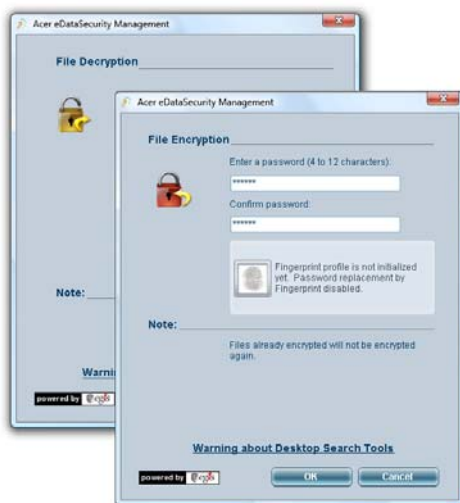 Acer eDataSecurity Management
File Decryption
Note:
Acer eDataSecurity Management
File Encryption
Enter a password (4 to 12 characters):
******
Confirm password:
******
Fingerprint profile is not initialized
yet. Password replacement by
Fingerprint disabled.
Note:
Files already encrypted will not be encrypted
again.
Warning about Desktop Search Tools
powered by
OK
Cancel
powered by